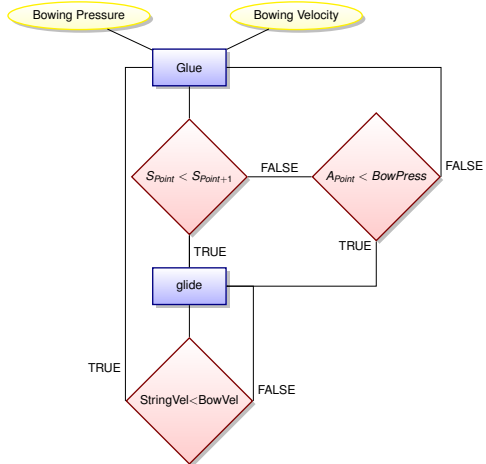 Bowing Pressure
Bowing Velocity
Glue
S_Point < S_Point+1
FALSE
A_Point < BowPress
FALSE
TRUE
TRUE
glide
TRUE
StringVel<BowVel
FALSE